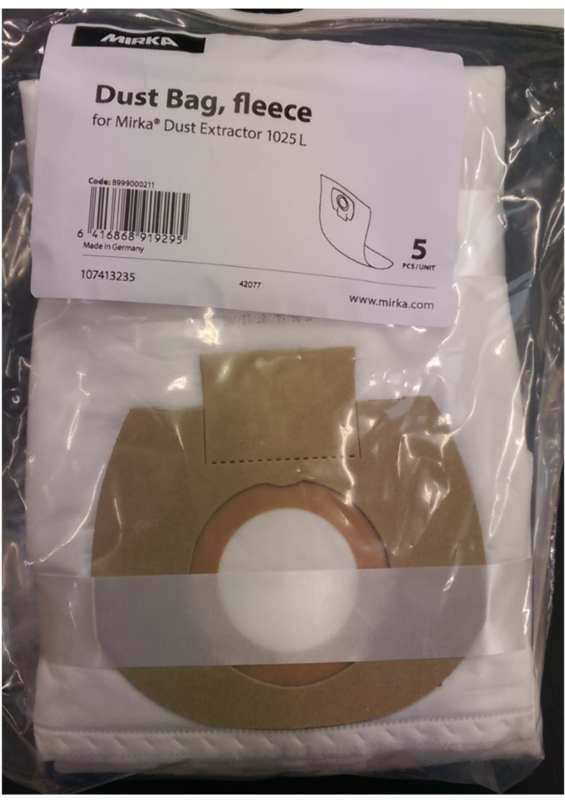 MIRKA
Dust Bag, fleece
for Mirka® Dust Extractor 1025 L
Code: 8999000211
6 416868 919295
Made in Germany
5
PCS/UNIT
107413235
42077
www.mirka.com